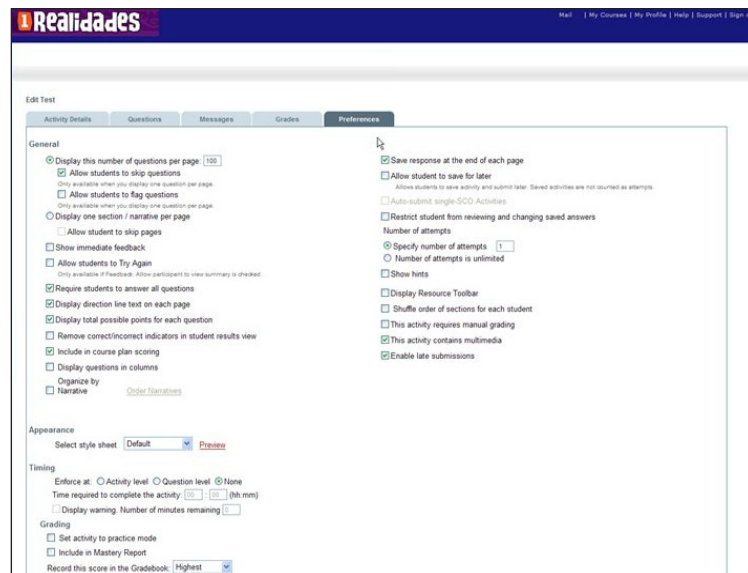 1 Realidades
Mail | My Courses | My Profile | Help | Support | Sign
Edit Test
Activity Details Questions Messages Grades Preferences
General
Display this number of questions per page: 100
Allow students to skip questions
Only available when you display one question per page.
Allow students to flag questions
Only available when you display one question per page.
Display one section / narrative per page
Allow student to skip pages
Show immediate feedback
Allow students to Try Again
Only available if Feedback: Allow participant to view summary is checked
Require students to answer all questions
Display direction line text on each page
Display total possible points for each question
Remove correct/incorrect indicators in student results view
Include in course plan scoring
Display questions in columns
Organize by
Narrative Order Narratives
Save response at the end of each page
Allow student to save for later
Allows students to save activity and submit later. Saved activities are not counted as attempts.
Auto-submit single-SCO Activities
Restrict student from reviewing and changing saved answers
Number of attempts
Specify number of attempts 1
Number of attempts is unlimited
Show hints
Display Resource Toolbar
Shuffle order of sections for each student
This activity requires manual grading
This activity contains multimedia
Enable late submissions
Appearance
Select style sheet Default Preview
Timing
Enforce at: Activity level Question level None
Time required to complete the activity: 00 : 00 (hh:mm)
Display warning. Number of minutes remaining
Grading
Set activity to practice mode
Include in Mastery Report
Record this score in the Gradebook: Highest